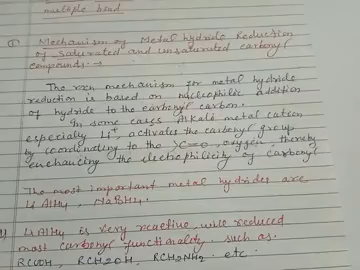 multiple bond
① Mechanism of Metal hydride Reduction
of saturated and unsaturated carbonyl
compounds:→
The mechanism for metal hydride
reduction is based on nucleophilic addition
of hydride to the carbonyl carbon.
In some cases Alkali metal cation
especially Li⁺, activates the carbonyl group
by coordinating to the >C=O, oxygen, thereby
enchancing the electrophilicity of carbonyl
The most important metal hydrides are
LiAlH4, NaBH4.
LiAlH4 is very reactive, will reduced
most carbonyl functionality. such as.
RCOOH, RCH2OH, RCH2NH2. etc